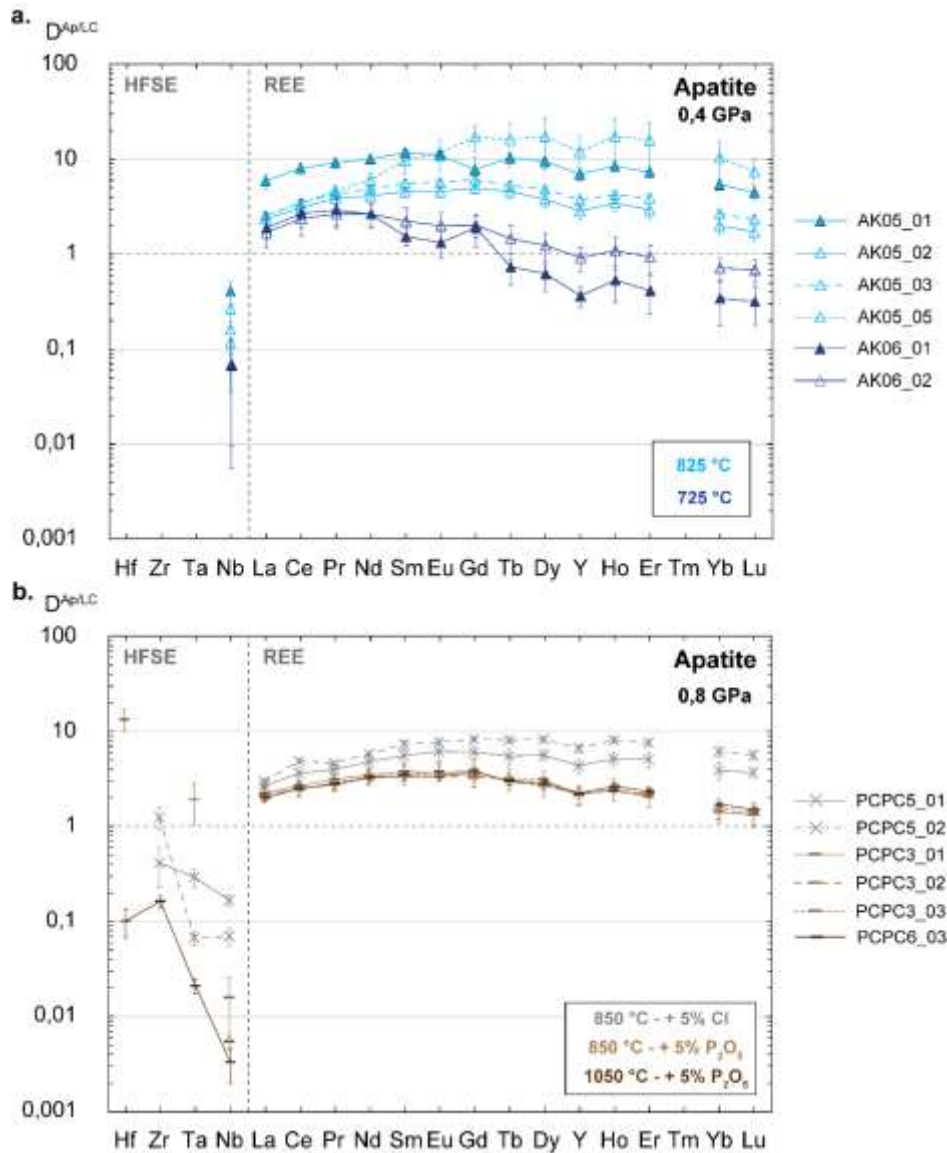 a.
D^Ap/LC
100
HFSE
REE
Apatite
0,4 GPa
10
1
0,1
0,01
0,001
AK05_01
AK05_02
AK05_03
AK05_05
AK06_01
AK06_02
825 °C
725 °C
Hf Zr Ta Nb La Ce Pr Nd Sm Eu Gd Tb Dy Y Ho Er Tm Yb Lu
b.
D^Ap/LC
100
HFSE
REE
Apatite
0,8 GPa
10
1
0,1
0,01
0,001
PCPC5_01
PCPC5_02
PCPC3_01
PCPC3_02
PCPC3_03
PCPC6_03
850 °C - + 5% Cl
850 °C - + 5% P₂O₅
1050 °C - + 5% P₂O₅
Hf Zr Ta Nb La Ce Pr Nd Sm Eu Gd Tb Dy Y Ho Er Tm Yb Lu